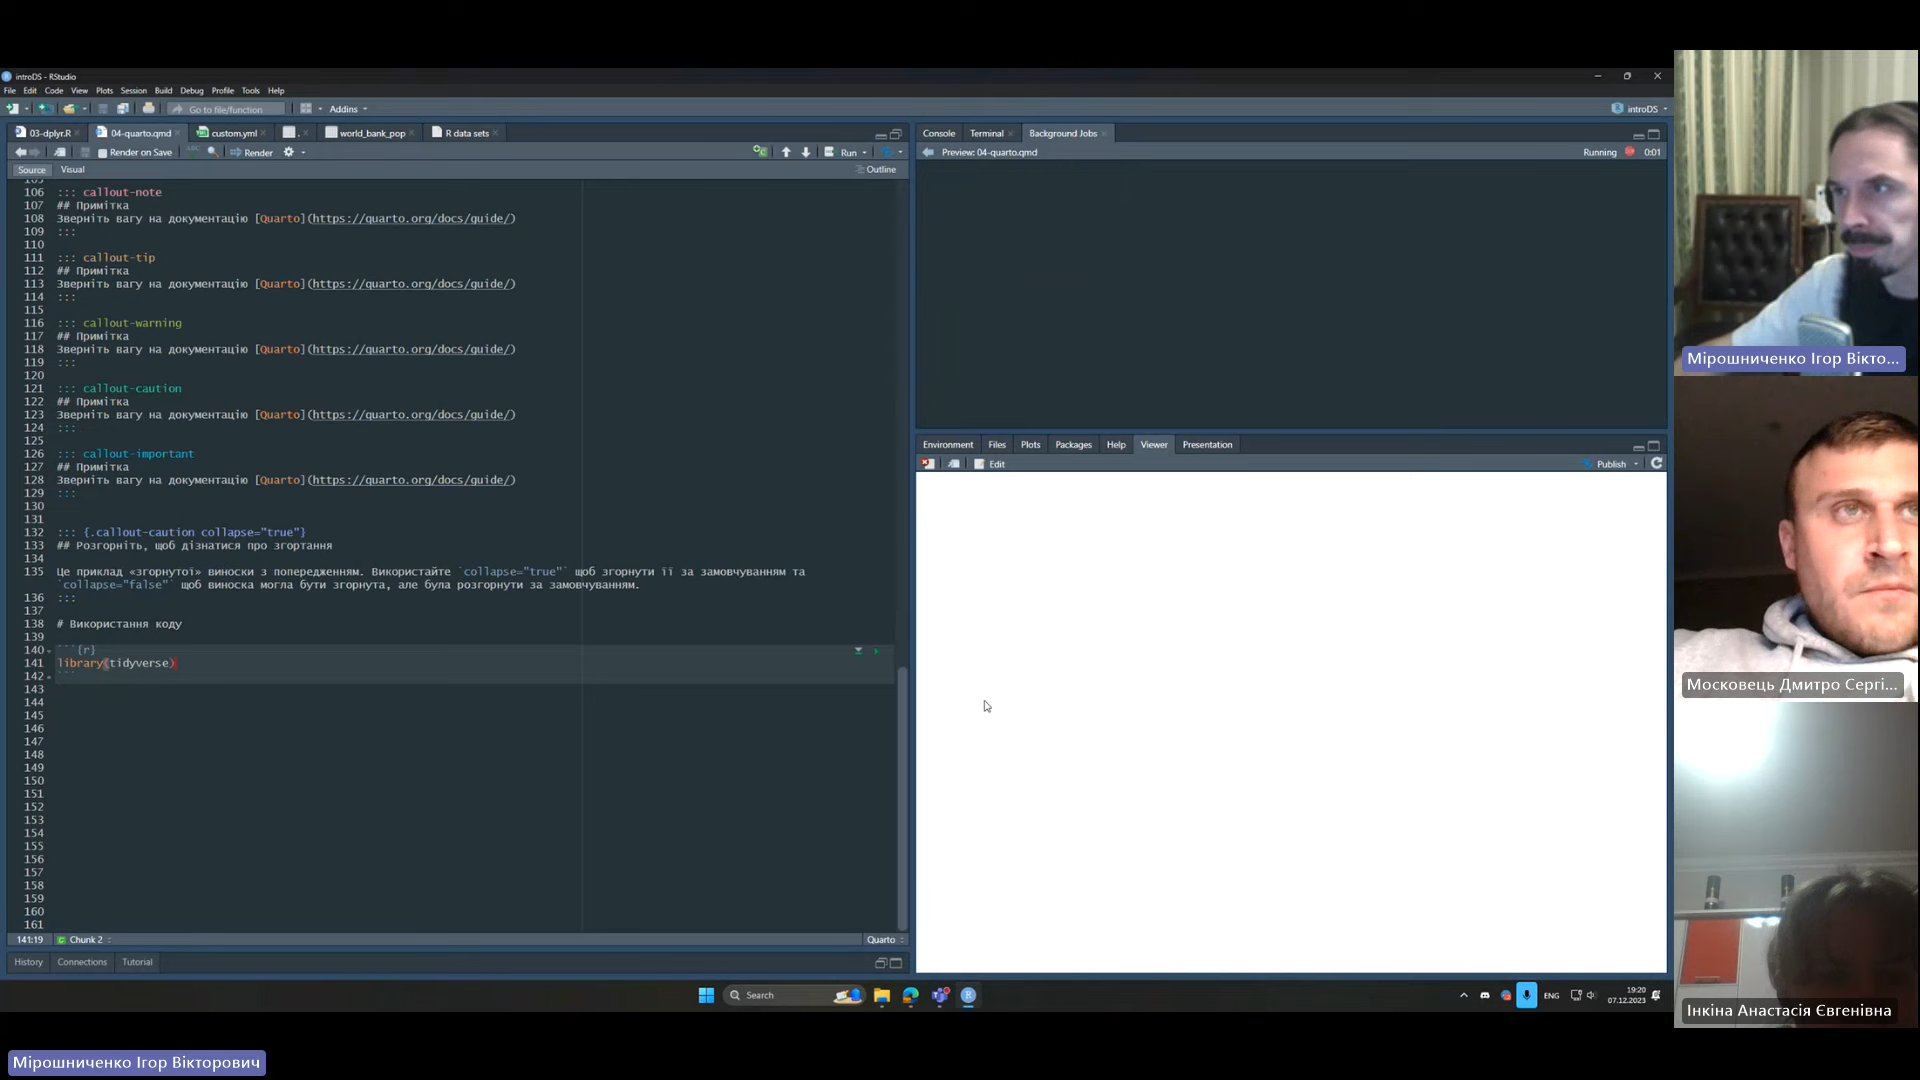 introDS - RStudio
File Edit Code View Plots Session Build Debug Profile Tools Help
Go to file/function Addins introDS
03-dplyr.R 04-quarto.qmd custom.yml . world_bank_pop R data sets
Render on Save Render Run
Source Visual Outline
105
106 ::: callout-note
107 ## Примітка
108 Зверніть вагу на документацію [Quarto](https://quarto.org/docs/guide/)
109 :::
110
111 ::: callout-tip
112 ## Примітка
113 Зверніть вагу на документацію [Quarto](https://quarto.org/docs/guide/)
114 :::
115
116 ::: callout-warning
117 ## Примітка
118 Зверніть вагу на документацію [Quarto](https://quarto.org/docs/guide/)
119 :::
120
121 ::: callout-caution
122 ## Примітка
123 Зверніть вагу на документацію [Quarto](https://quarto.org/docs/guide/)
124 :::
125
126 ::: callout-important
127 ## Примітка
128 Зверніть вагу на документацію [Quarto](https://quarto.org/docs/guide/)
129 :::
130
131
132 ::: {.callout-caution collapse="true"}
133 ## Розгорніть, щоб дізнатися про згортання
134
135 Це приклад «згорнутої» виноски з попередженням. Використайте `collapse="true"` щоб згорнути її за замовчуванням та
`collapse="false"` щоб виноска могла бути згорнута, але була розгорнути за замовчуванням.
136 :::
137
138 # Використання коду
139
140 ```{r}
141 library(tidyverse)
142 ```
143
144
145
146
147
148
149
150
151
152
153
154
155
156
157
158
159
160
161
141:19 Chunk 2 Quarto
History Connections Tutorial
Console Terminal Background Jobs
Preview: 04-quarto.qmd Running 0:01
Environment Files Plots Packages Help Viewer Presentation
Edit Publish
Search
ENG 19:20
07.12.2023
Мірошниченко Ігор Вікто...
Московець Дмитро Сергі...
Інкіна Анастасія Євгенівна
Мірошниченко Ігор Вікторович